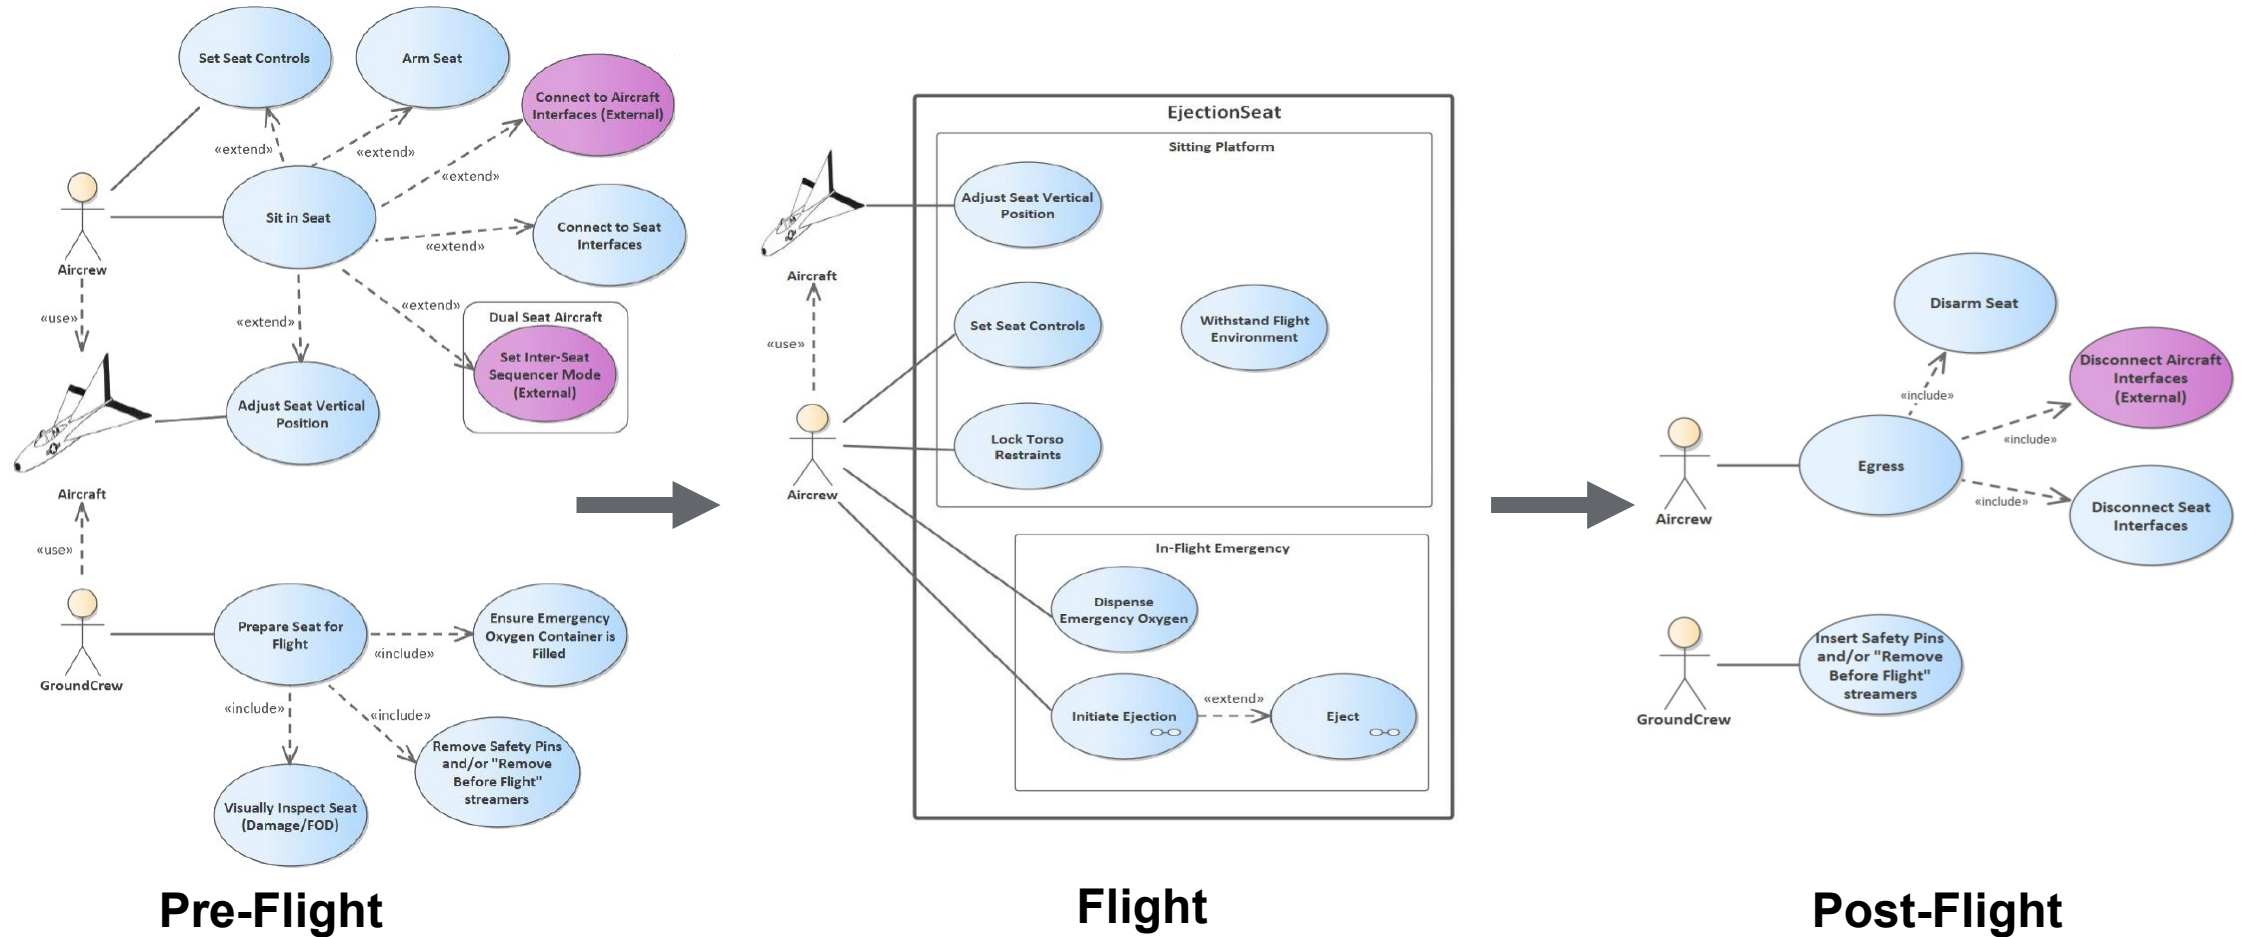 Set Seat Controls
Arm Seat
Connect to Aircraft
Interfaces (External)
«extend»
«extend»
«extend»
Sit in Seat
Connect to Seat
Interfaces
«extend»
Aircrew
«use»
«extend»
«extend»
Dual Seat Aircraft
Set Inter-Seat
Sequencer Mode
(External)
Adjust Seat Vertical
Position
Aircraft
«use»
GroundCrew
Prepare Seat for
Flight
«include»
Ensure Emergency
Oxygen Container is
Filled
«include»
«include»
Remove Safety Pins
and/or "Remove
Before Flight"
streamers
Visually Inspect Seat
(Damage/FOD)
Pre-Flight
EjectionSeat
Sitting Platform
Adjust Seat Vertical
Position
Aircraft
«use»
Set Seat Controls
Withstand Flight
Environment
Lock Torso
Restraints
Aircrew
In-Flight Emergency
Dispense
Emergency Oxygen
Initiate Ejection
«extend»
Eject
Flight
Disarm Seat
Disconnect Aircraft
Interfaces
(External)
«include»
«include»
Egress
«include»
Disconnect Seat
Interfaces
Aircrew
Insert Safety Pins
and/or "Remove
Before Flight"
streamers
GroundCrew
Post-Flight